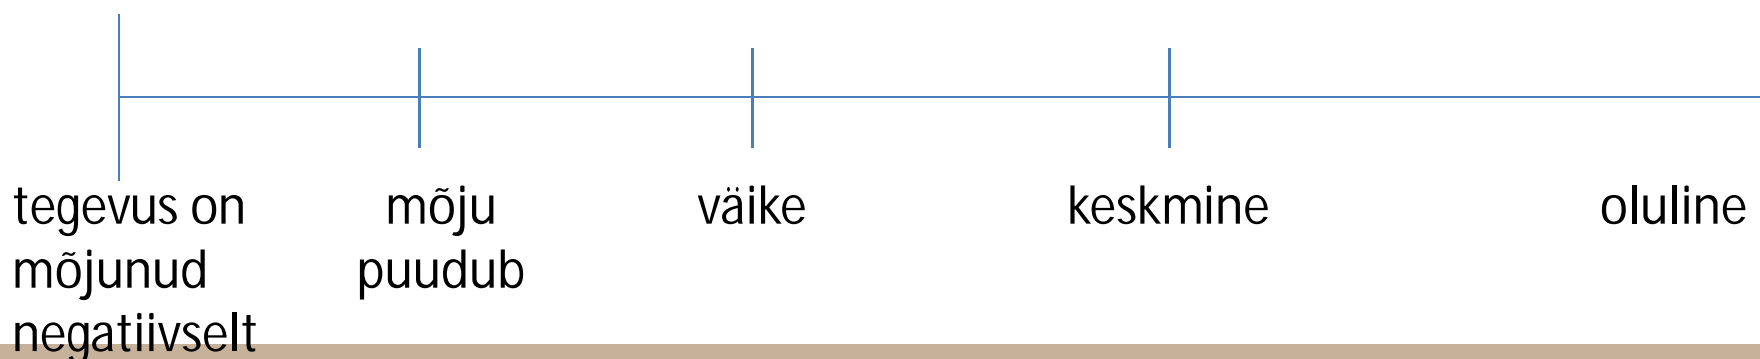 tegevus on mõju väike keskmine oluline
mõjunud puudub
negatiivselt